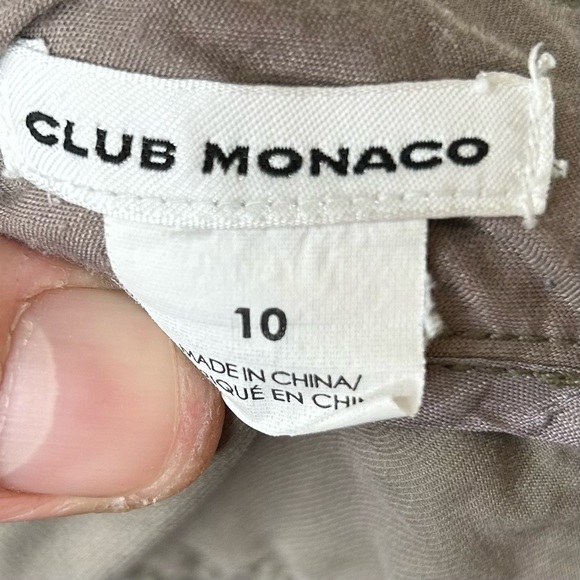 CLUB MONACO
10
MADE IN CHINA/
EN